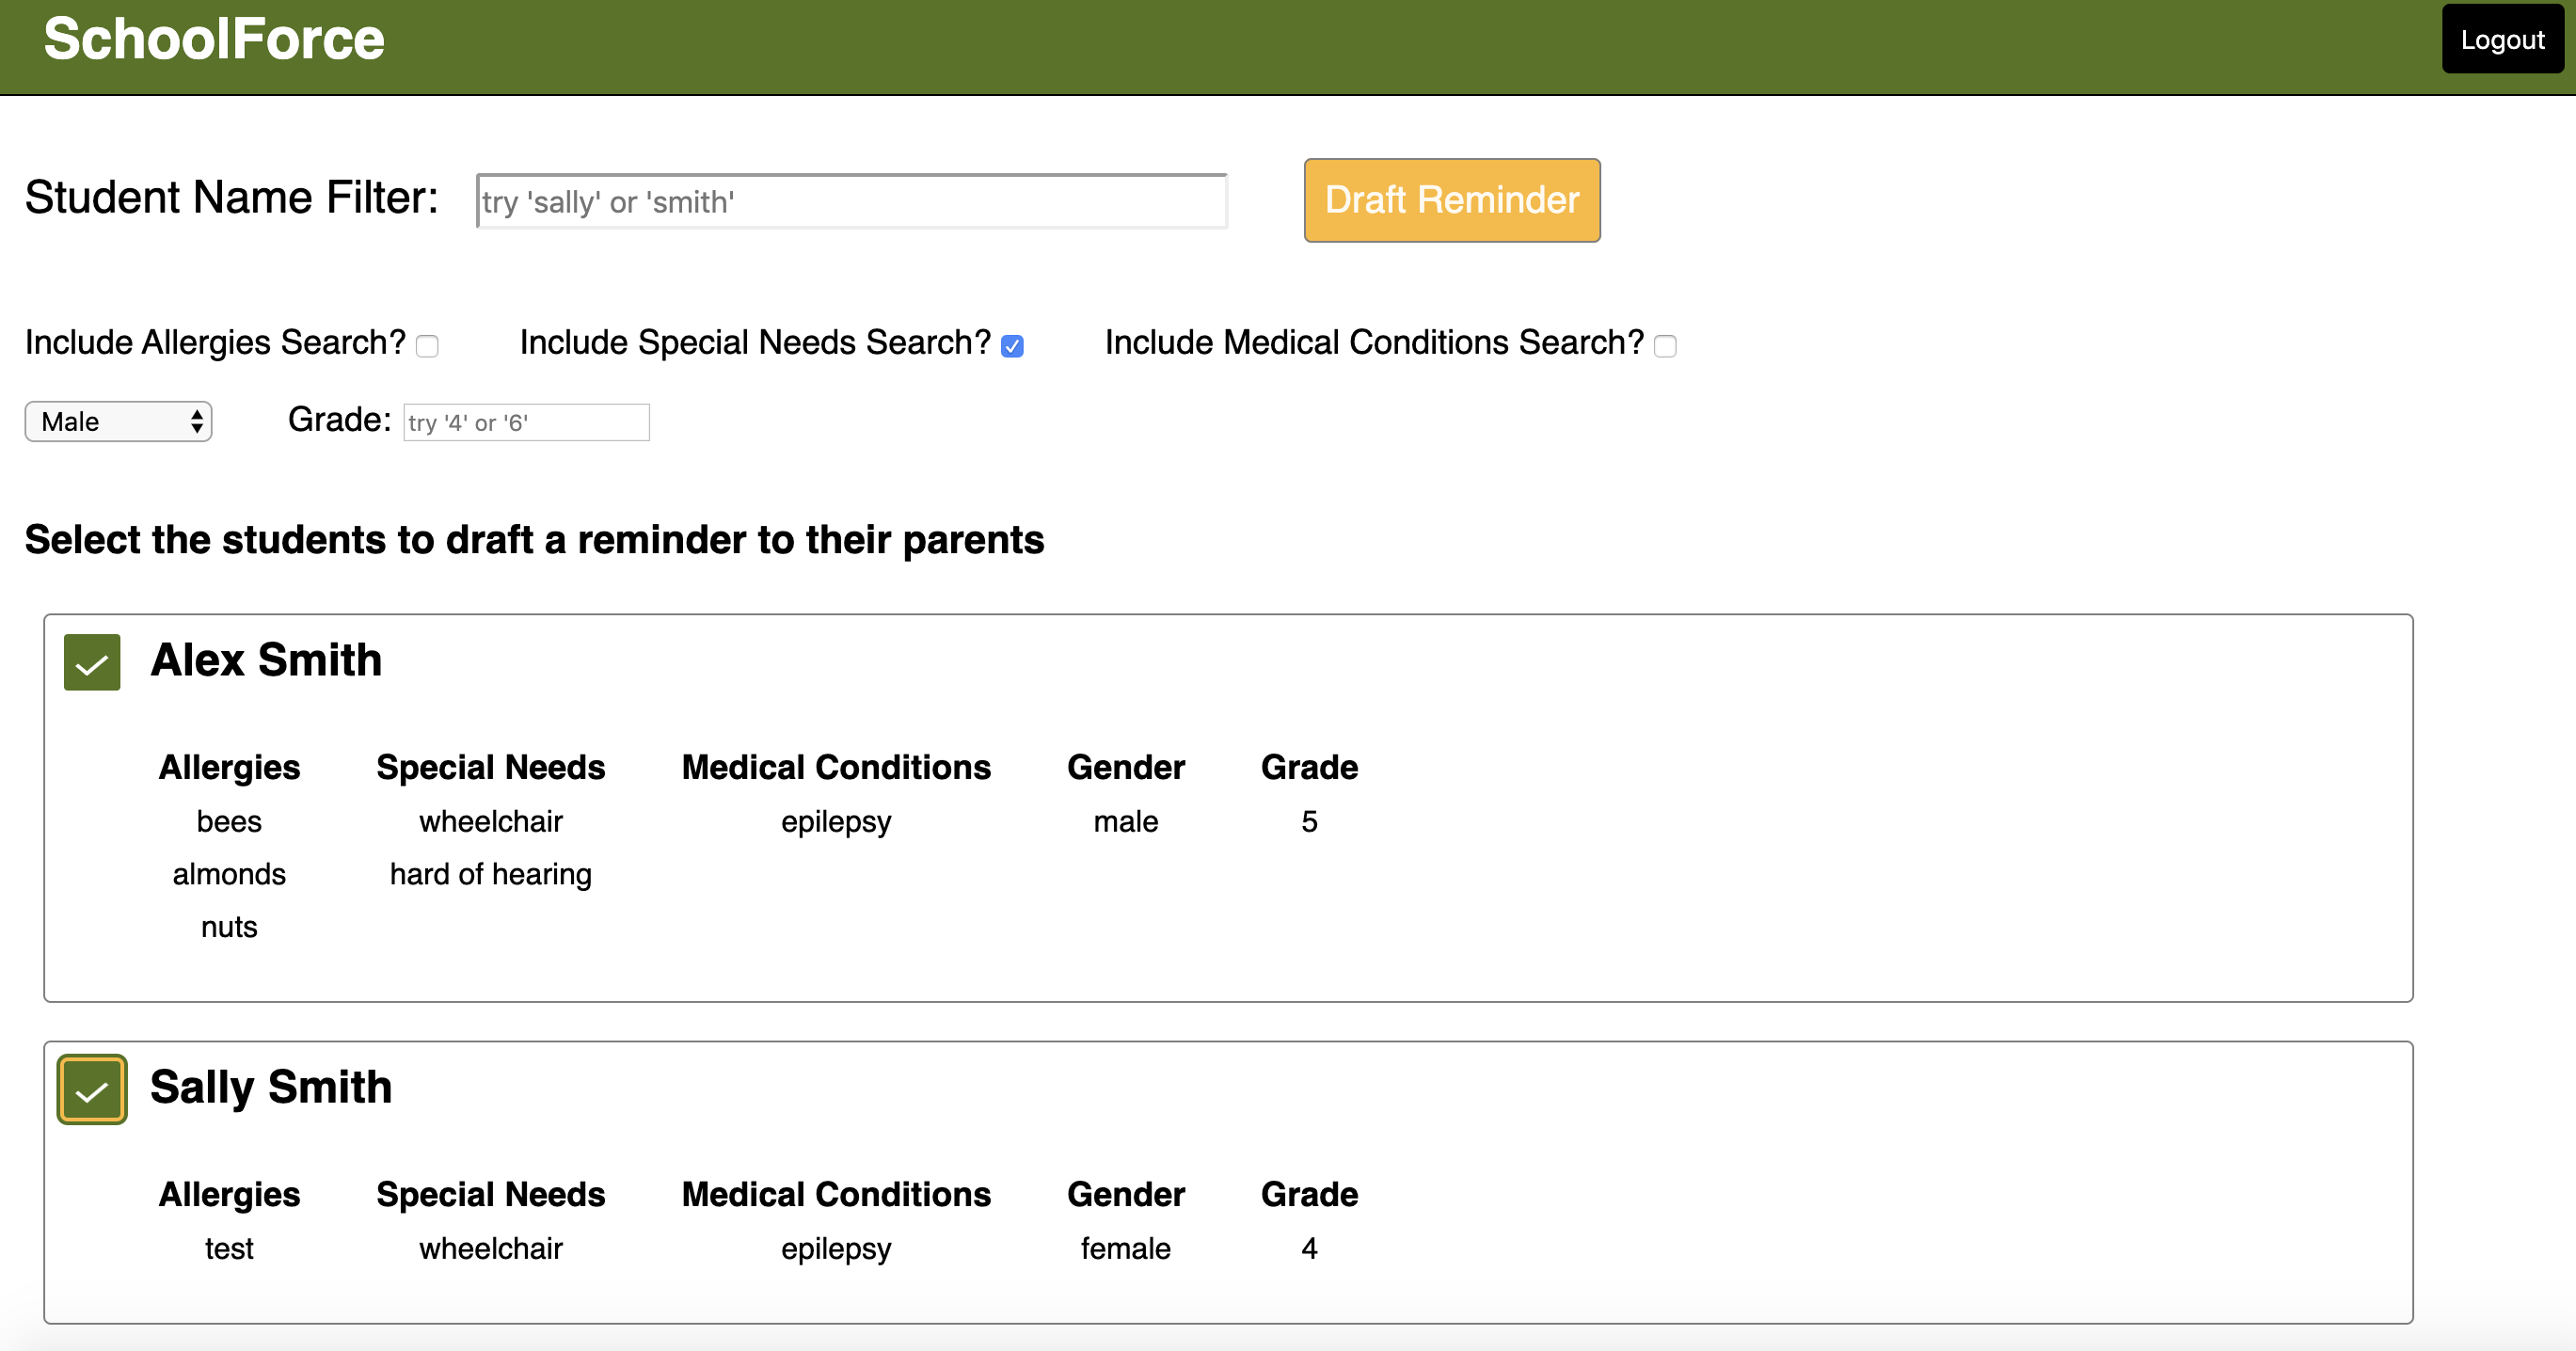 SchoolForce Logout
Student Name Filter: try 'sally' or 'smith' Draft Reminder
Include Allergies Search? Include Special Needs Search? Include Medical Conditions Search?
Male Grade: try '4' or '6'
Select the students to draft a reminder to their parents
Alex Smith
Allergies Special Needs Medical Conditions Gender Grade
bees wheelchair epilepsy male 5
almonds hard of hearing
nuts
Sally Smith
Allergies Special Needs Medical Conditions Gender Grade
test wheelchair epilepsy female 4